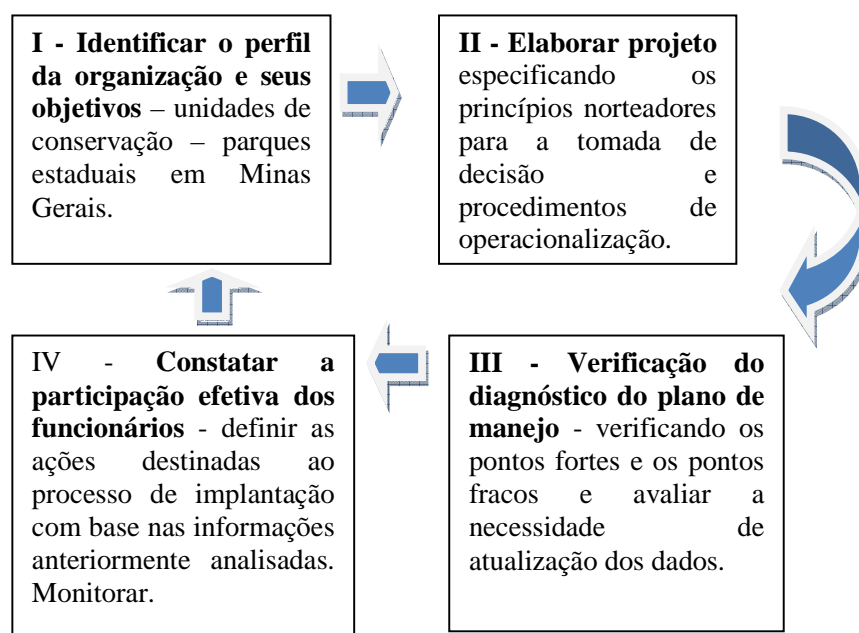 I - Identificar o perfil
da organização e seus
objetivos – unidades de
conservação – parques
estaduais em Minas
Gerais.
II - Elaborar projeto
especificando os
princípios norteadores
para a tomada de
decisão e
procedimentos de
operacionalização.
III - Verificação do
diagnóstico do plano de
manejo - verificando os
pontos fortes e os pontos
fracos e avaliar a
necessidade de
atualização dos dados.
IV - Constatar a
participação efetiva dos
funcionários - definir as
ações destinadas ao
processo de implantação
com base nas informações
anteriormente analisadas.
Monitorar.